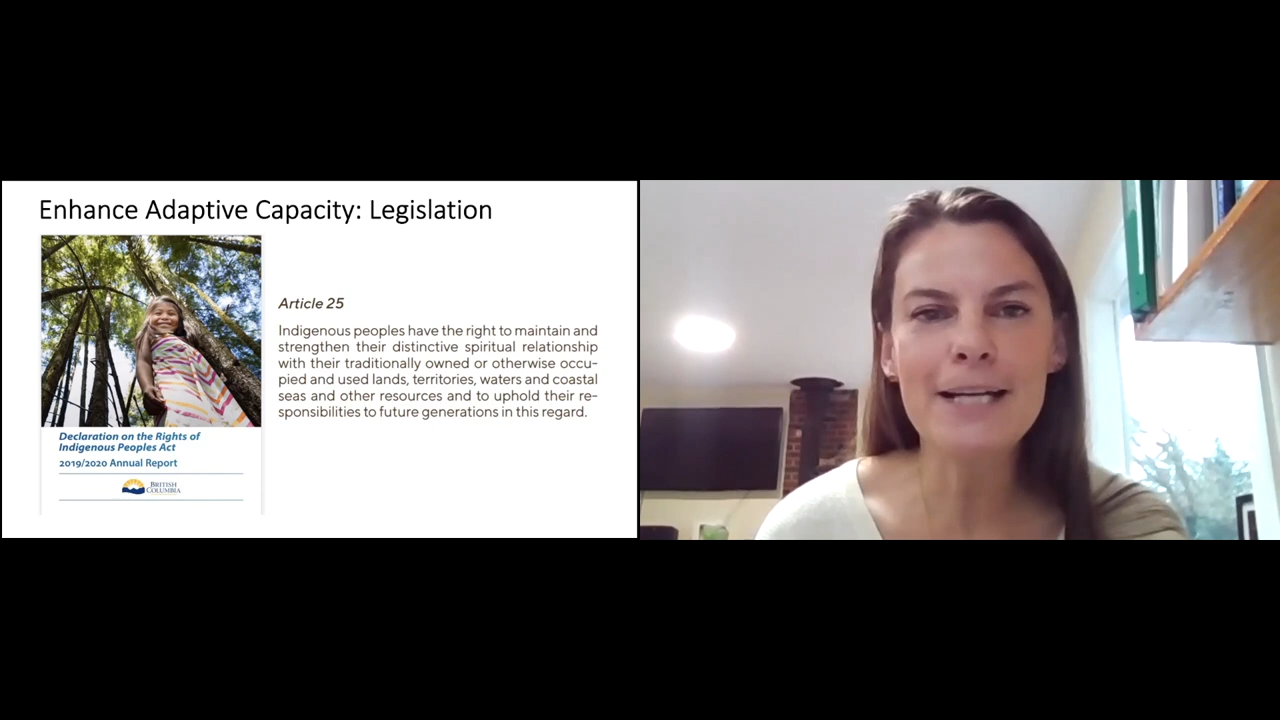 Enhance Adaptive Capacity: Legislation
Declaration on the Rights of
Indigenous Peoples Act
2019/2020 Annual Report
BRITISH
COLUMBIA
Article 25
Indigenous peoples have the right to maintain and
strengthen their distinctive spiritual relationship
with their traditionally owned or otherwise occu-
pied and used lands, territories, waters and coastal
seas and other resources and to uphold their re-
sponsibilities to future generations in this regard.